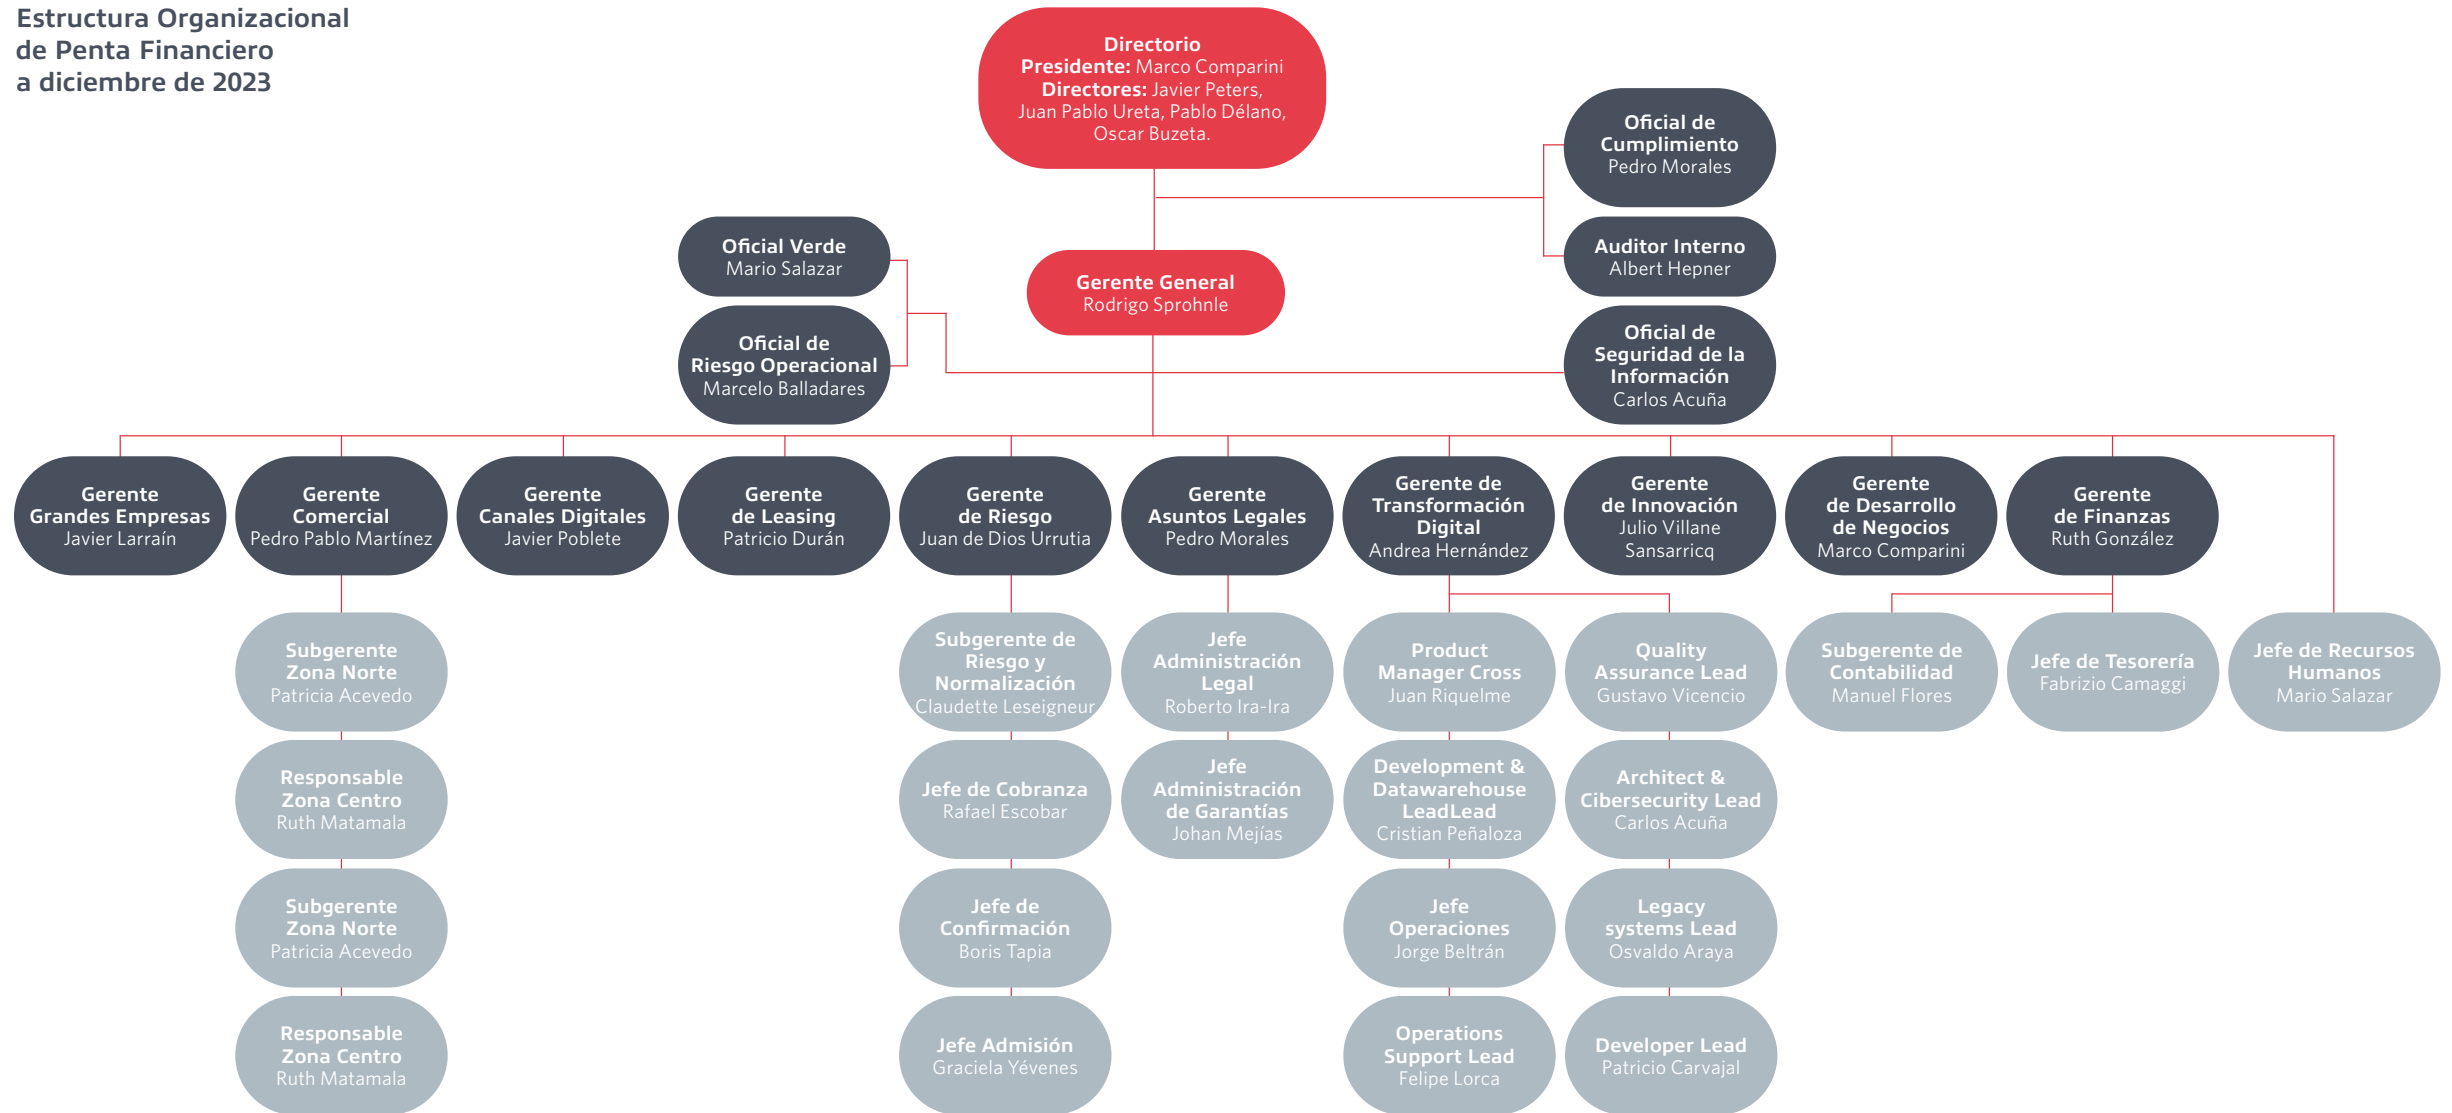 Estructura Organizacional
de Penta Financiero
a diciembre de 2023
Directorio
Presidente: Marco Comparini
Directores: Javier Peters,
Juan Pablo Ureta, Pablo Délano,
Oscar Buzeta.
Oficial de
Cumplimiento
Pedro Morales
Oficial Verde
Mario Salazar
Auditor Interno
Albert Hepner
Gerente General
Rodrigo Sprohnle
Oficial de
Riesgo Operacional
Marcelo Balladares
Oficial de
Seguridad de la
Información
Carlos Acuña
Gerente
Grandes Empresas
Javier Larraín
Gerente
Comercial
Pedro Pablo Martínez
Gerente
Canales Digitales
Javier Poblete
Gerente
de Leasing
Patricio Durán
Gerente
de Riesgo
Juan de Dios Urrutia
Gerente
Asuntos Legales
Pedro Morales
Gerente de
Transformación
Digital
Andrea Hernández
Gerente
de Innovación
Julio Villane
Sansarricq
Gerente
de Desarrollo
de Negocios
Marco Comparini
Gerente
de Finanzas
Ruth González
Subgerente
Zona Norte
Patricia Acevedo
Subgerente de
Riesgo y
Normalización
Claudette Leseigneur
Jefe
Administración
Legal
Roberto Ira-Ira
Product
Manager Cross
Juan Riquelme
Quality
Assurance Lead
Gustavo Vicencio
Subgerente de
Contabilidad
Manuel Flores
Jefe de Tesorería
Fabrizio Camaggi
Jefe de Recursos
Humanos
Mario Salazar
Responsable
Zona Centro
Ruth Matamala
Jefe de Cobranza
Rafael Escobar
Jefe
Administración
de Garantías
Johan Mejías
Development &
Datawarehouse
LeadLead
Cristian Peñaloza
Architect &
Cibersecurity Lead
Carlos Acuña
Subgerente
Zona Norte
Patricia Acevedo
Jefe de
Confirmación
Boris Tapia
Jefe
Operaciones
Jorge Beltrán
Legacy
systems Lead
Osvaldo Araya
Responsable
Zona Centro
Ruth Matamala
Jefe Admisión
Graciela Yévenes
Operations
Support Lead
Felipe Lorca
Developer Lead
Patricio Carvajal